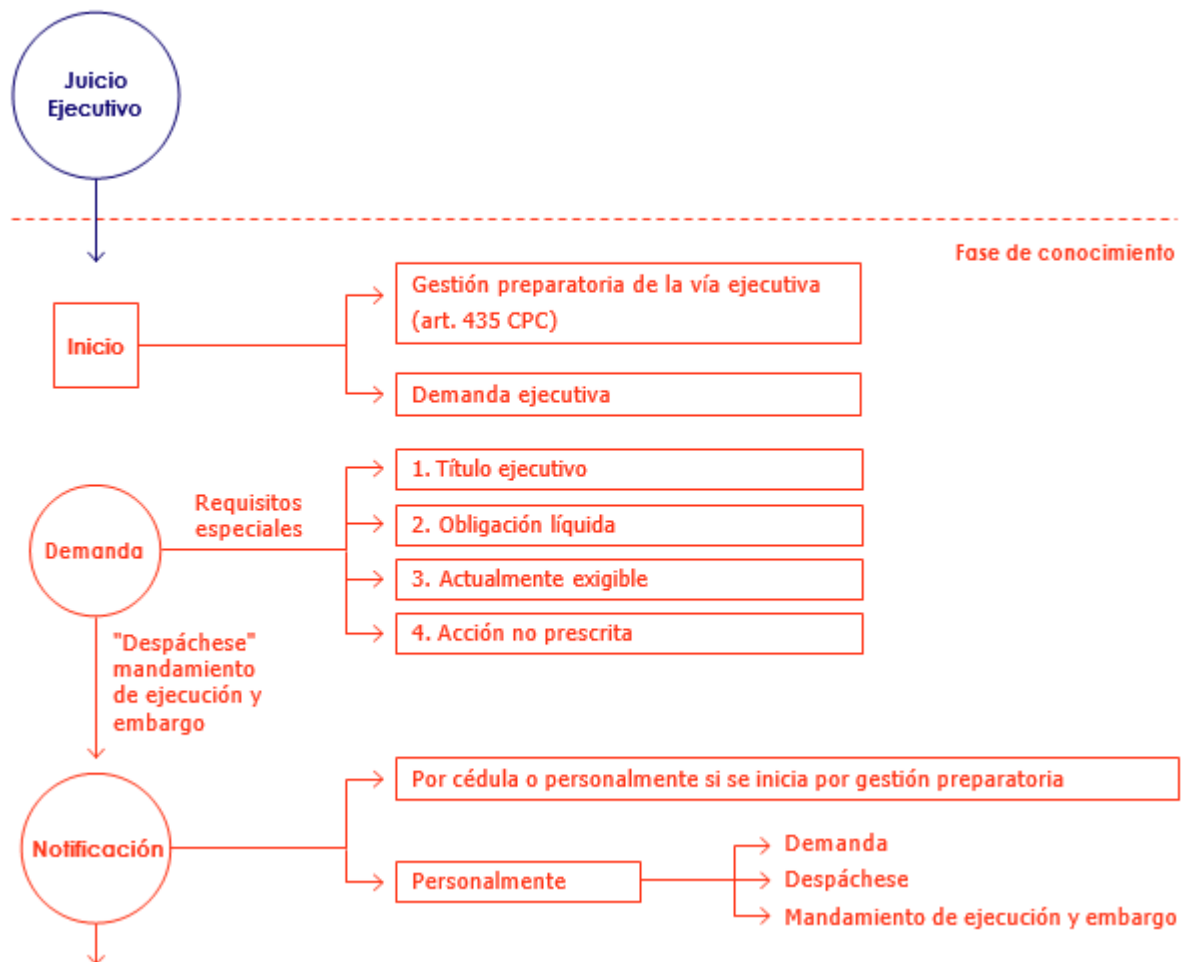 Juicio
Ejecutivo
Fase de conocimiento
Inicio
Gestión preparatoria de la vía ejecutiva
(art. 435 CPC)
Demanda ejecutiva
Demanda
Requisitos
especiales
1. Título ejecutivo
2. Obligación líquida
3. Actualmente exigible
4. Acción no prescrita
"Despáchese"
mandamiento
de ejecución y
embargo
Notificación
Por cédula o personalmente si se inicia por gestión preparatoria
Personalmente
Demanda
Despáchese
Mandamiento de ejecución y embargo